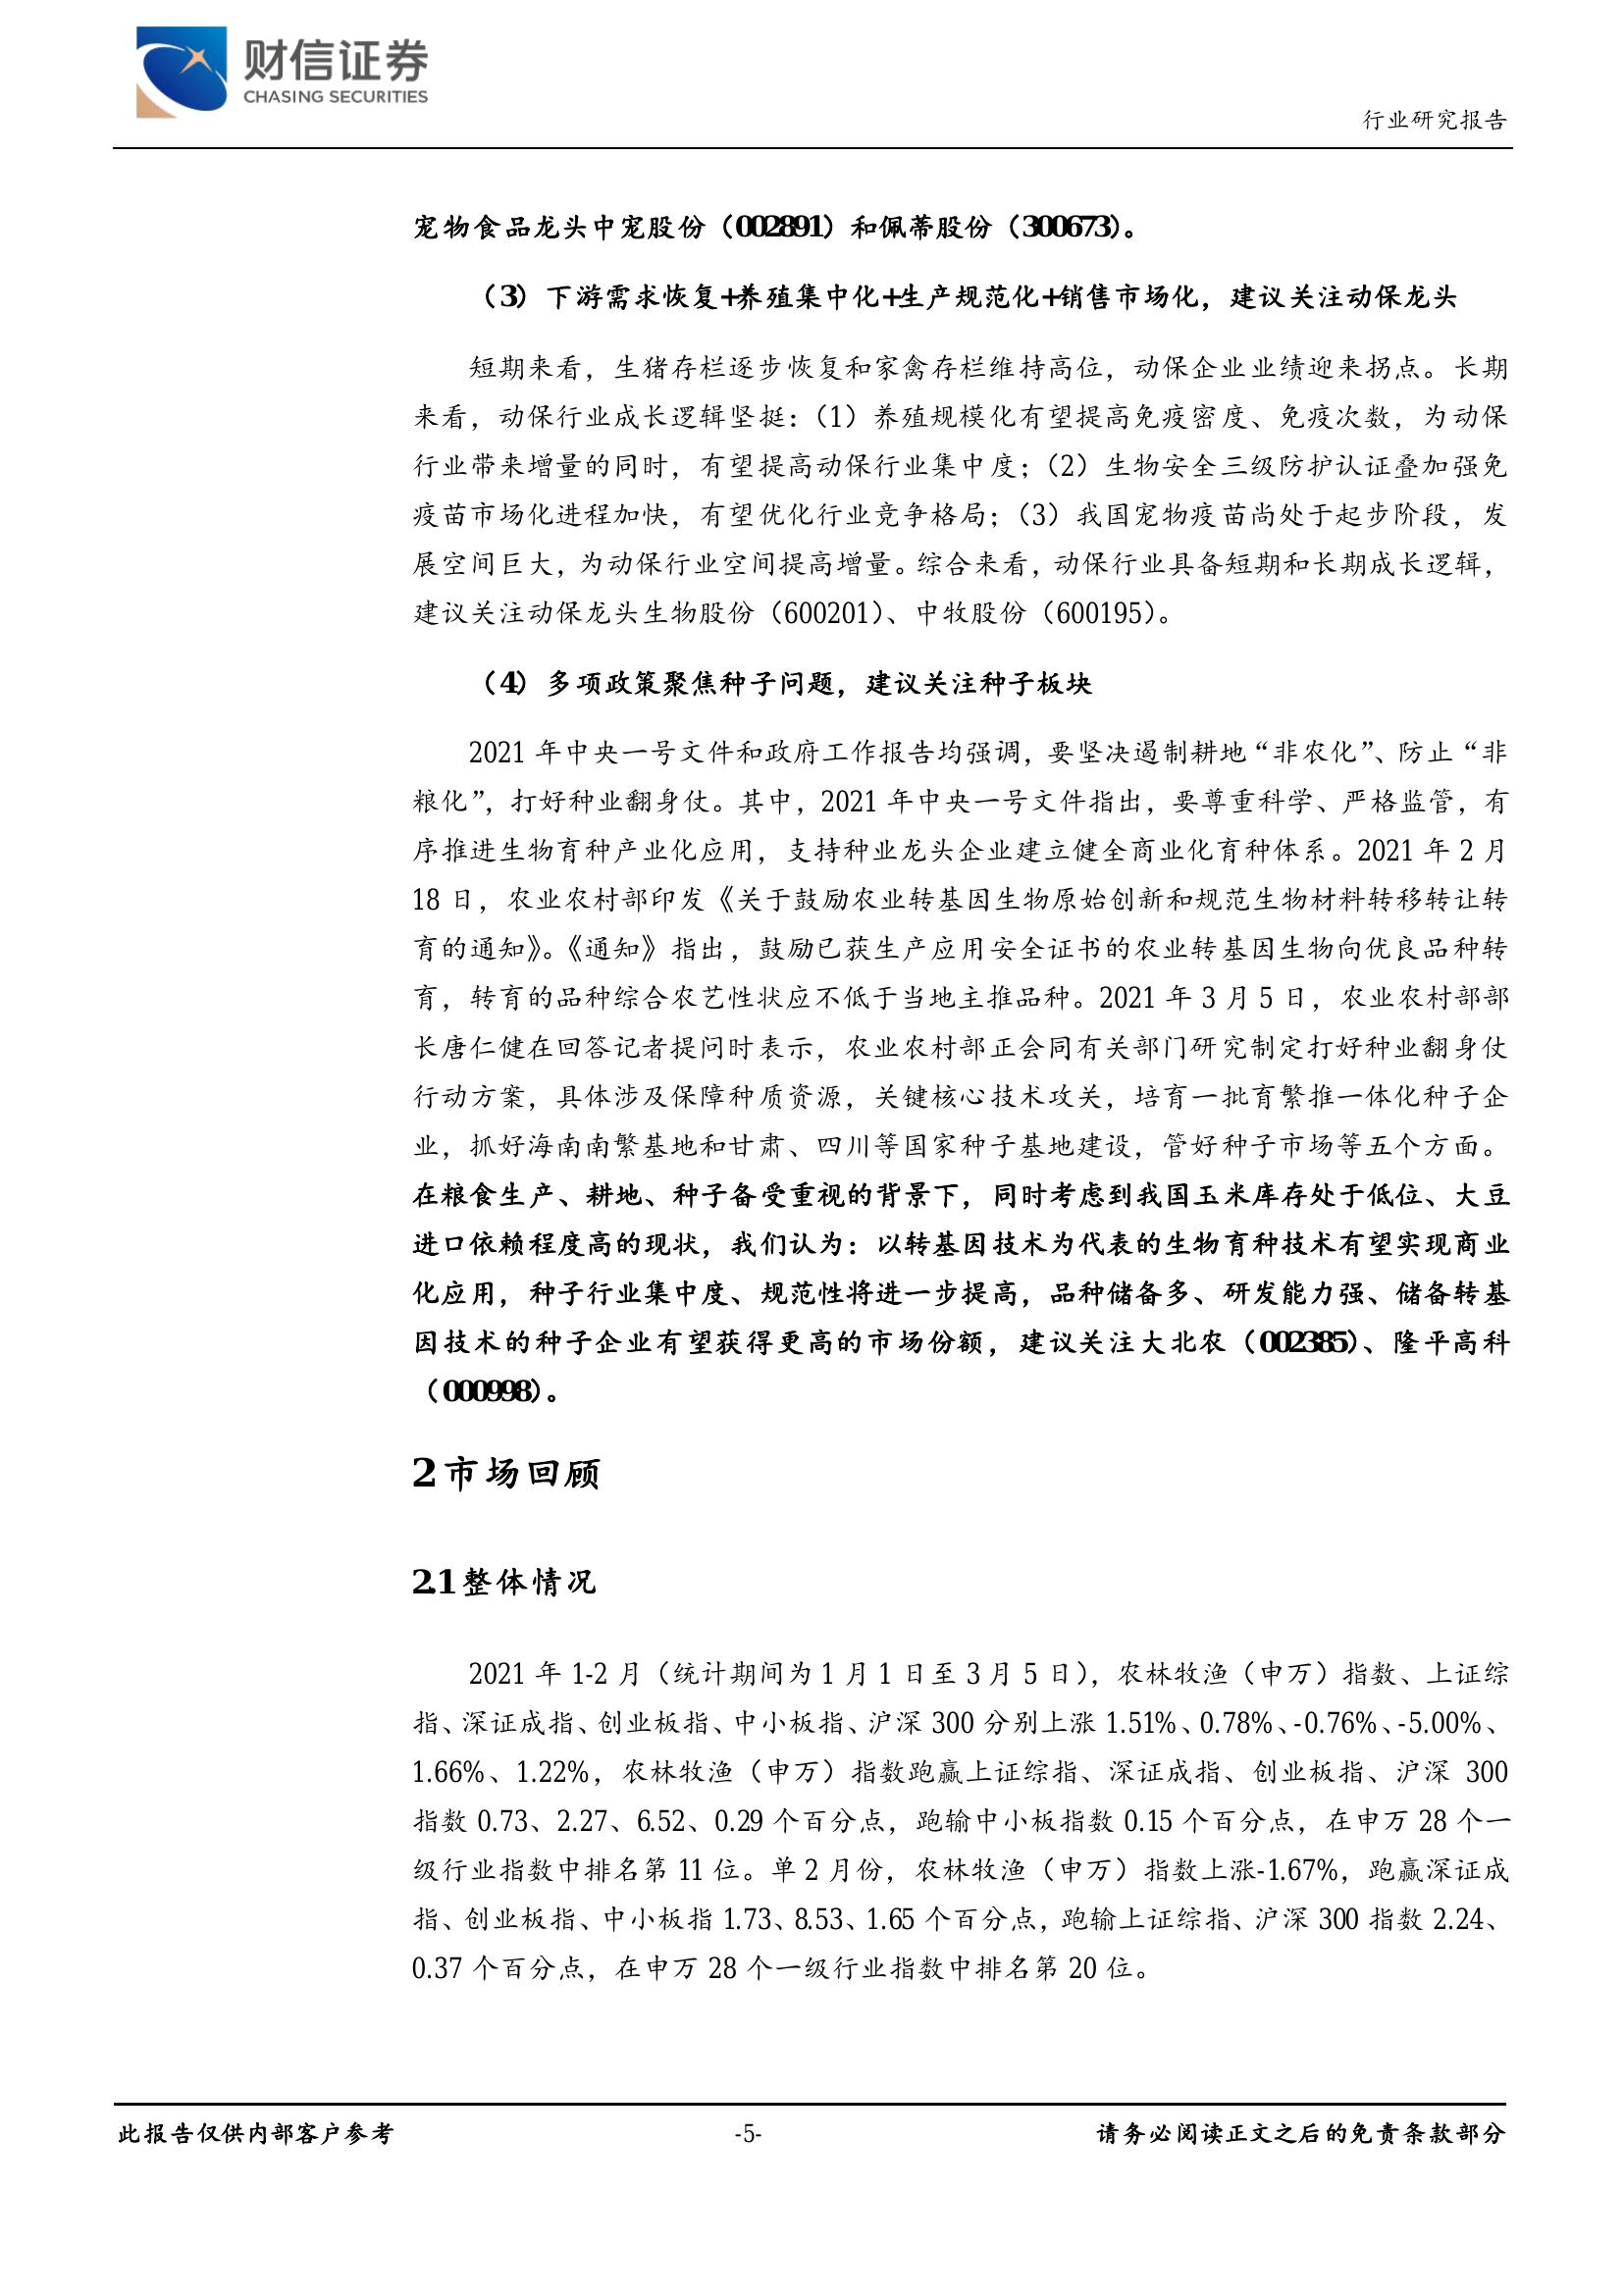 财信证券
CHASING SECURITIES
行业研究报告
宠物食品龙头中宠股份（002891）和佩蒂股份（300673）。
（3）下游需求恢复+养殖集中化+生产规范化+销售市场化，建议关注动保龙头
短期来看，生猪存栏逐步恢复和家禽存栏维持高位，动保企业业绩迎来拐点。长期
来看，动保行业成长逻辑坚挺：（1）养殖规模化有望提高免疫密度、免疫次数，为动保
行业带来增量的同时，有望提高动保行业集中度；（2）生物安全三级防护认证叠加强免
疫苗市场化进程加快，有望优化行业竞争格局；（3）我国宠物疫苗尚处于起步阶段，发
展空间巨大，为动保行业空间提高增量。综合来看，动保行业具备短期和长期成长逻辑，
建议关注动保龙头生物股份（600201）、中牧股份（600195）。
（4）多项政策聚焦种子问题，建议关注种子板块
2021 年中央一号文件和政府工作报告均强调，要坚决遏制耕地“非农化”、防止“非
粮化”，打好种业翻身仗。其中，2021 年中央一号文件指出，要尊重科学、严格监管，有
序推进生物育种产业化应用，支持种业龙头企业建立健全商业化育种体系。2021 年 2 月
18 日，农业农村部印发《关于鼓励农业转基因生物原始创新和规范生物材料转移转让转
育的通知》。《通知》指出，鼓励已获生产应用安全证书的农业转基因生物向优良品种转
育，转育的品种综合农艺性状应不低于当地主推品种。2021 年 3 月 5 日，农业农村部部
长唐仁健在回答记者提问时表示，农业农村部正会同有关部门研究制定打好种业翻身仗
行动方案，具体涉及保障种质资源，关键核心技术攻关，培育一批育繁推一体化种子企
业，抓好海南南繁基地和甘肃、四川等国家种子基地建设，管好种子市场等五个方面。
在粮食生产、耕地、种子备受重视的背景下，同时考虑到我国玉米库存处于低位、大豆
进口依赖程度高的现状，我们认为：以转基因技术为代表的生物育种技术有望实现商业
化应用，种子行业集中度、规范性将进一步提高，品种储备多、研发能力强、储备转基
因技术的种子企业有望获得更高的市场份额，建议关注大北农（002385）、隆平高科
（000998）。
2 市场回顾
2.1 整体情况
2021 年 1-2 月（统计期间为 1 月 1 日至 3 月 5 日），农林牧渔（申万）指数、上证综
指、深证成指、创业板指、中小板指、沪深 300 分别上涨 1.51%、0.78%、-0.76%、-5.00%、
1.66%、1.22%，农林牧渔（申万）指数跑赢上证综指、深证成指、创业板指、沪深 300
指数 0.73、2.27、6.52、0.29 个百分点，跑输中小板指数 0.15 个百分点，在申万 28 个一
级行业指数中排名第 11 位。单 2 月份，农林牧渔（申万）指数上涨-1.67%，跑赢深证成
指、创业板指、中小板指 1.73、8.53、1.65 个百分点，跑输上证综指、沪深 300 指数 2.24、
0.37 个百分点，在申万 28 个一级行业指数中排名第 20 位。
此报告仅供内部客户参考
-5-
请务必阅读正文之后的免责条款部分